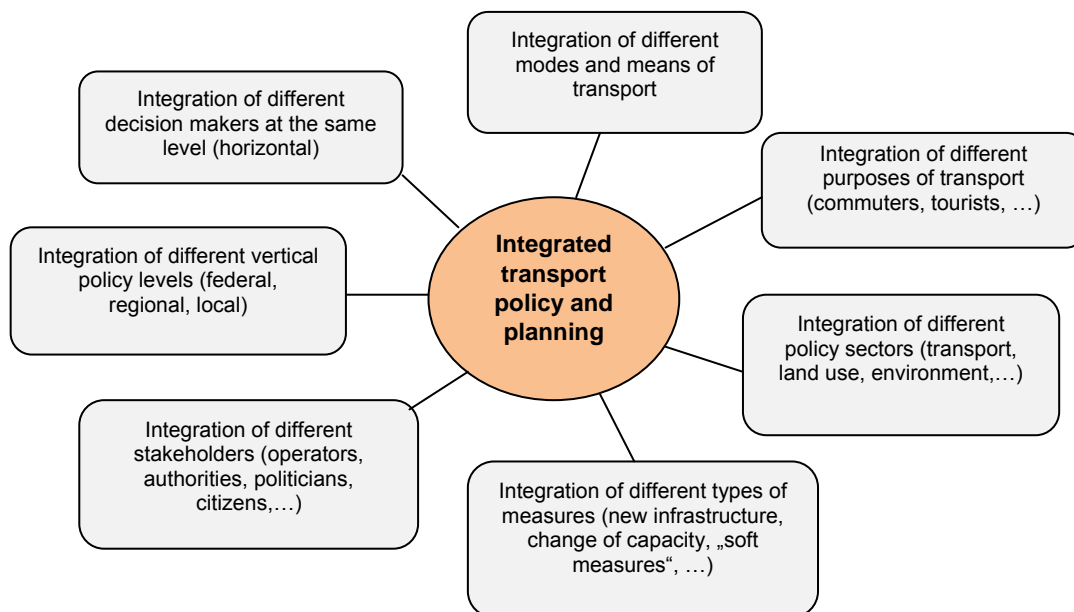 Integration of different
modes and means of
transport
Integration of different
decision makers at the same
level (horizontal)
Integration of different
purposes of transport
(commuters, tourists, …)
Integrated
transport
policy and
planning
Integration of different vertical
policy levels (federal,
regional, local)
Integration of different
policy sectors (transport,
land use, environment,…)
Integration of different
stakeholders (operators,
authorities, politicians,
citizens,…)
Integration of different types of
measures (new infrastructure,
change of capacity, „soft
measures“, …)